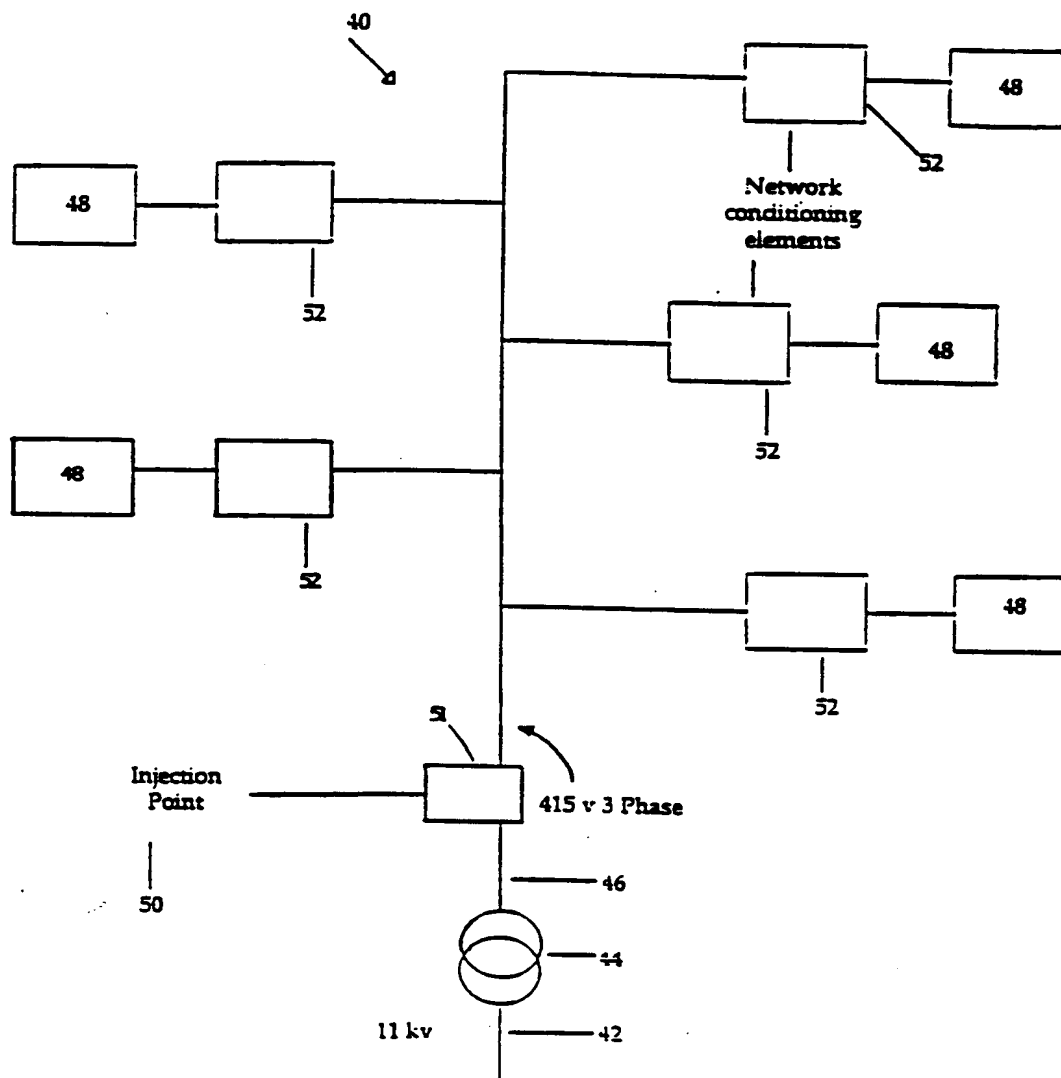 40
48
52
Network
conditioning
elements
48
52
48
52
48
52
48
52
51
Injection
Point
415 v 3 Phase
50
46
44
11 kv
42